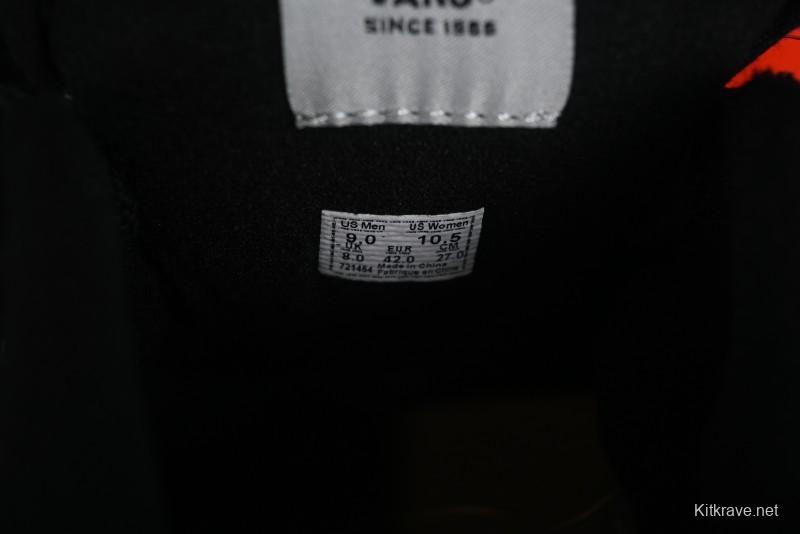 VANS
SINCE 1966
US Men US Women
9.0 10.5
UK EUR CM
8.0 42.0 27.0
721454 Made in China
Fabriqué en Chine
Kitkrave.net